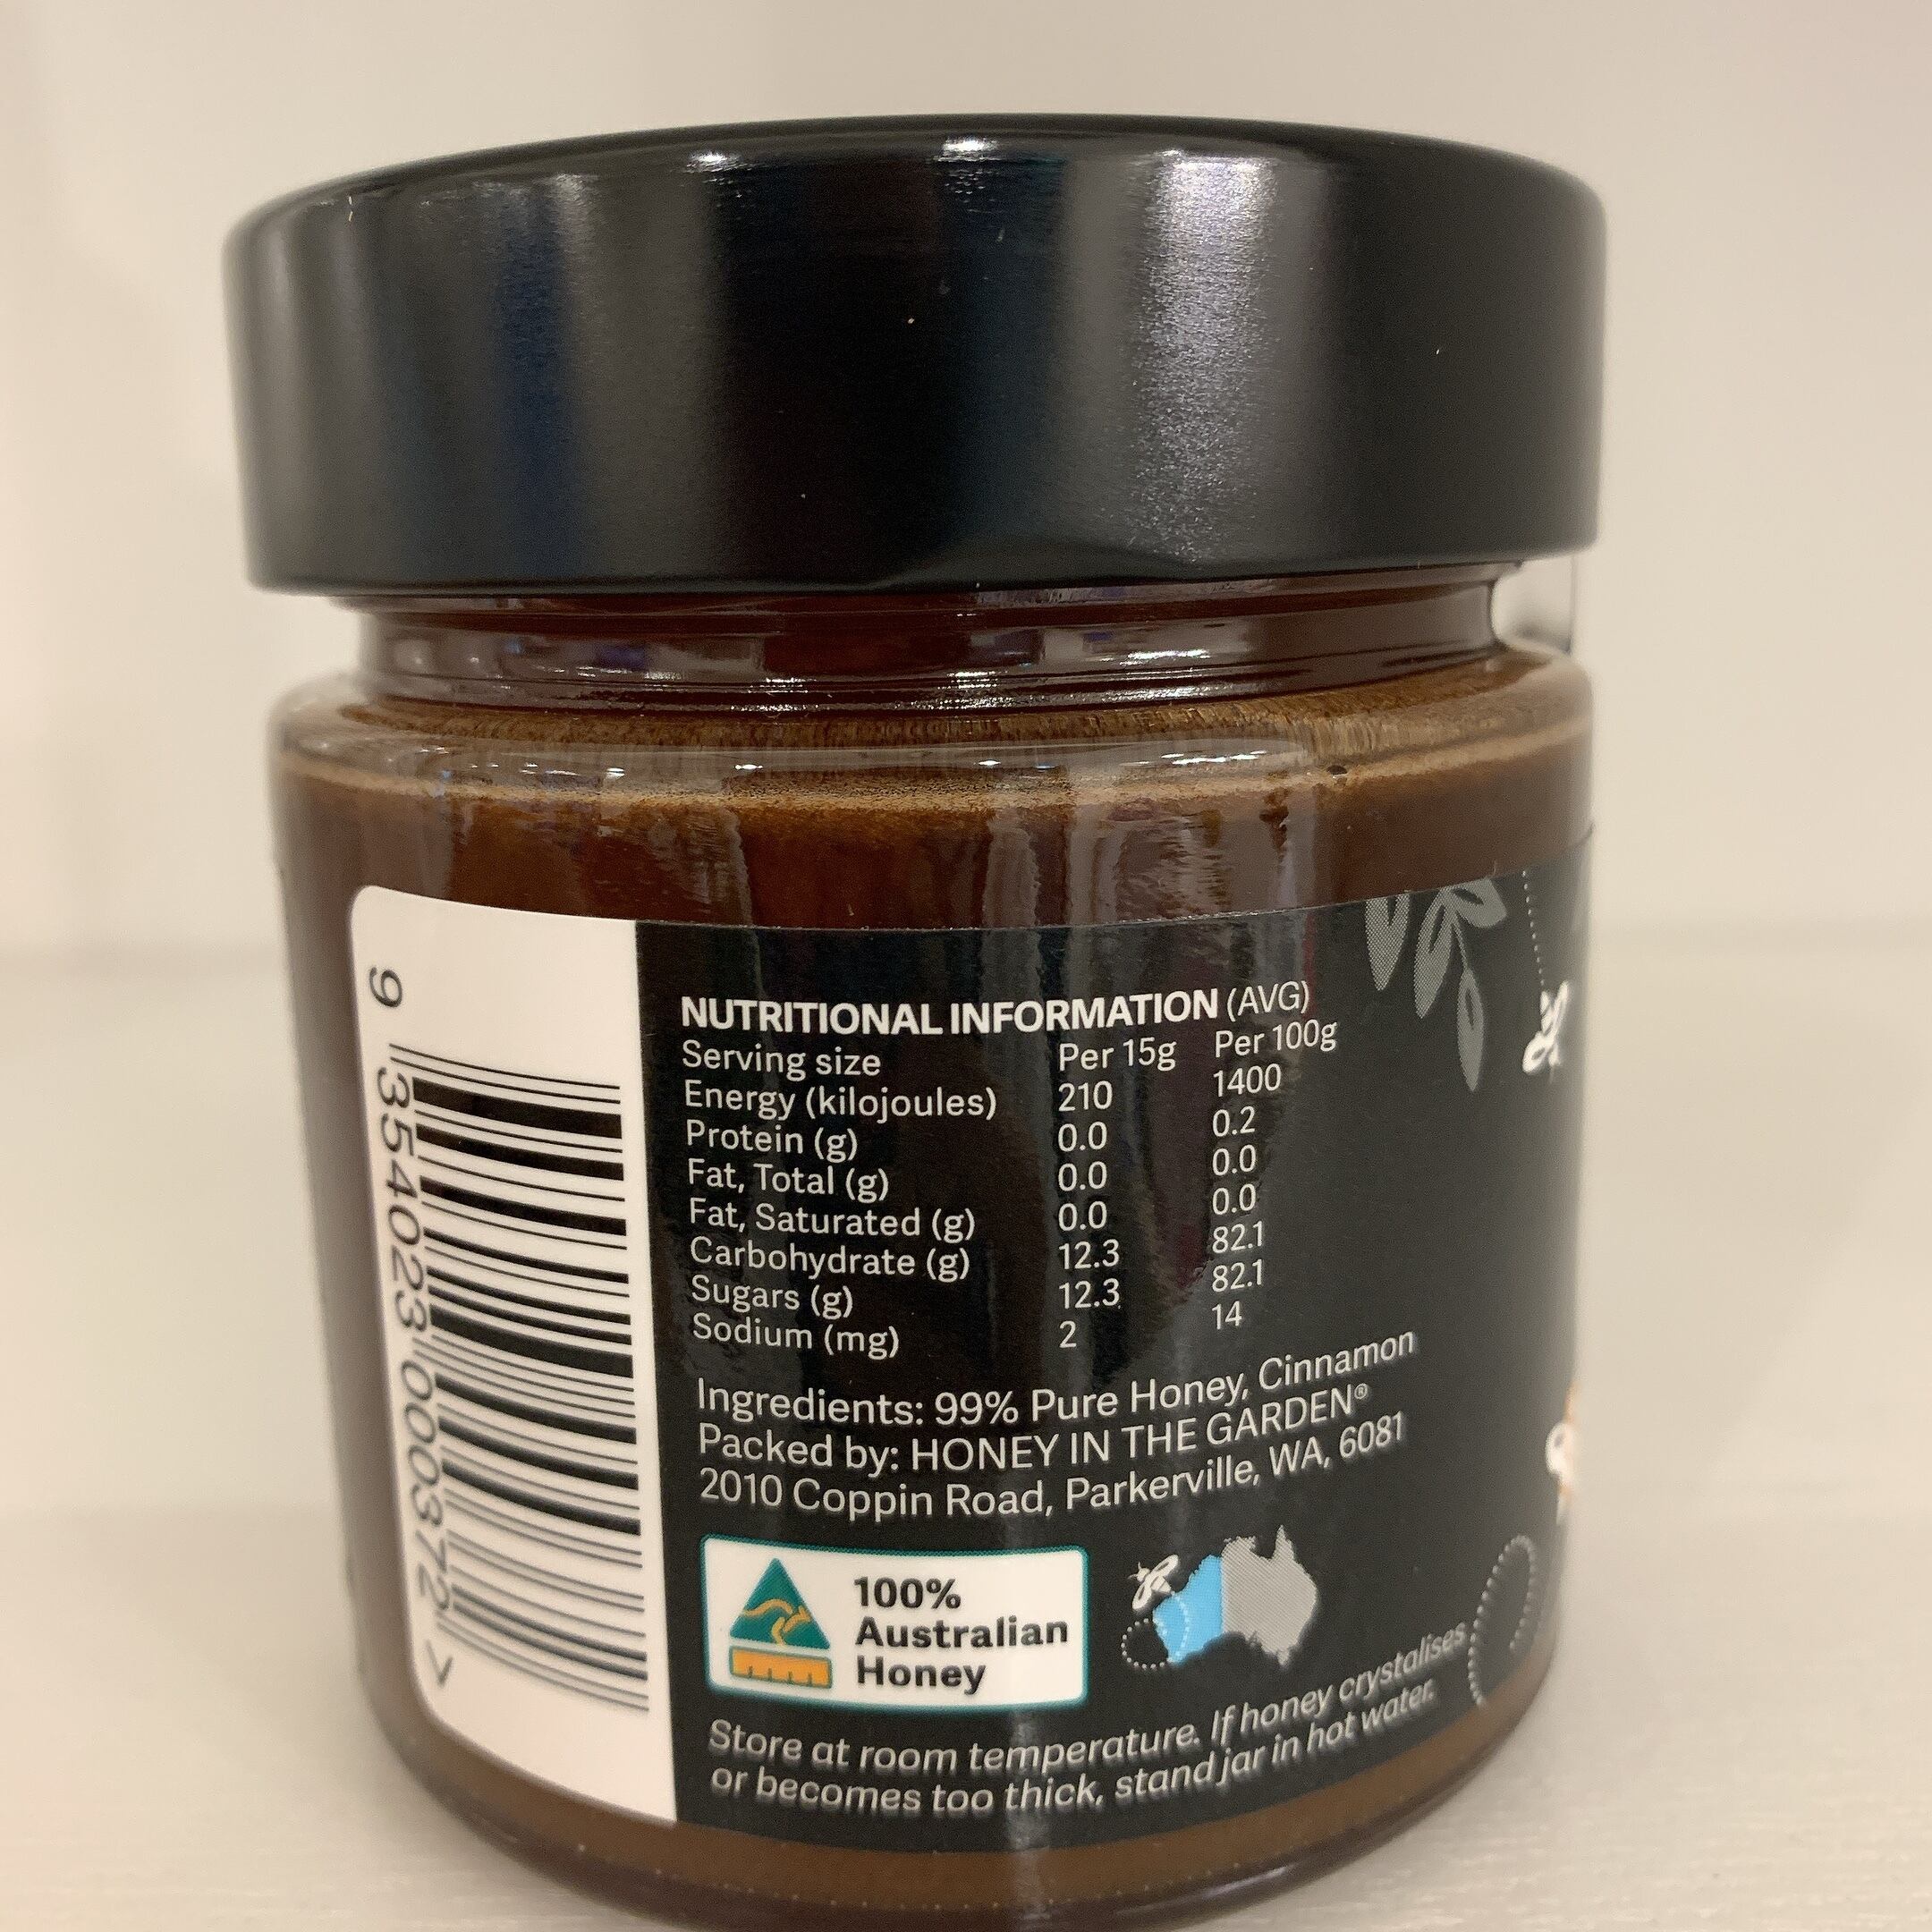 9 354023 000372 >
NUTRITIONAL INFORMATION (AVG)
Serving size Per 15g Per 100g
Energy (kilojoules) 210 1400
Protein (g) 0.0 0.2
Fat, Total (g) 0.0 0.0
Fat, Saturated (g) 0.0 0.0
Carbohydrate (g) 12.3 82.1
Sugars (g) 12.3 82.1
Sodium (mg) 2 14
Ingredients: 99% Pure Honey, Cinnamon
Packed by: HONEY IN THE GARDEN®
2010 Coppin Road, Parkerville, WA, 6081
100%
Australian
Honey
Store at room temperature. If honey crystalises
or becomes too thick, stand jar in hot water.